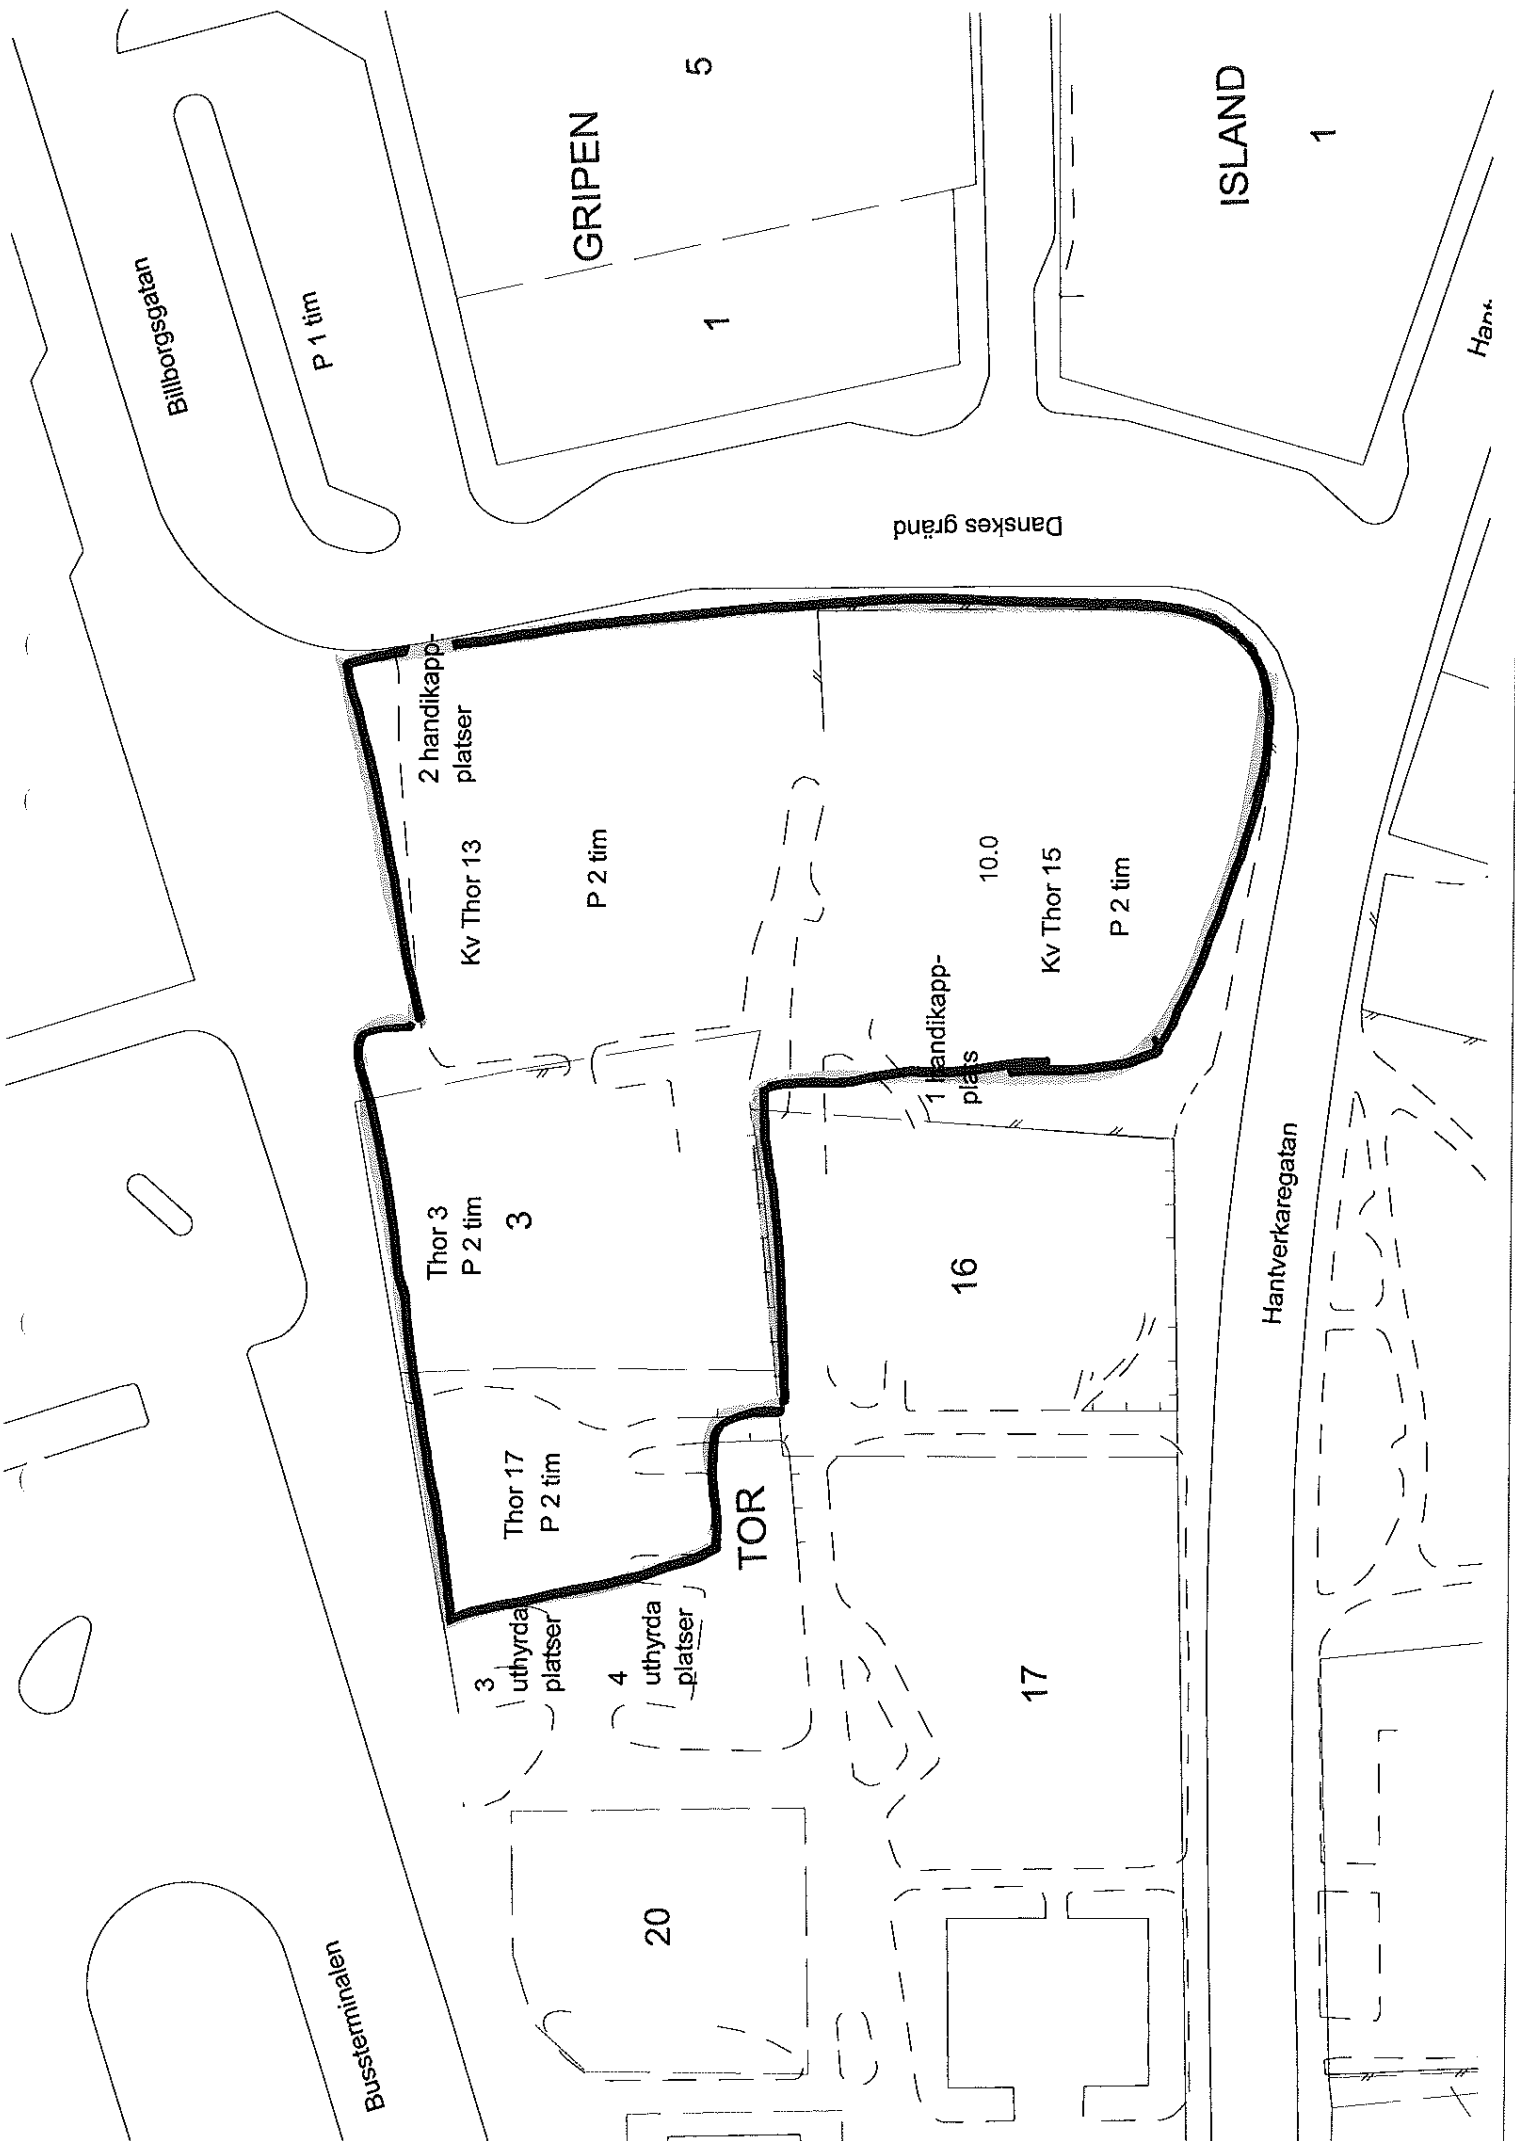 Billborgsgatan
P 1 tim
GRIPEN
5
1
ISLAND
1
Danskes gränd
2 handikapp-
platser
Kv Thor 13
P 2 tim
10.0
Kv Thor 15
P 2 tim
1 handikapp-
plats
Thor 3
P 2 tim
3
16
Hantverkaregatan
Thor 17
P 2 tim
TOR
3
uthyrda
platser
4
uthyrda
platser
17
20
Bussterminalen